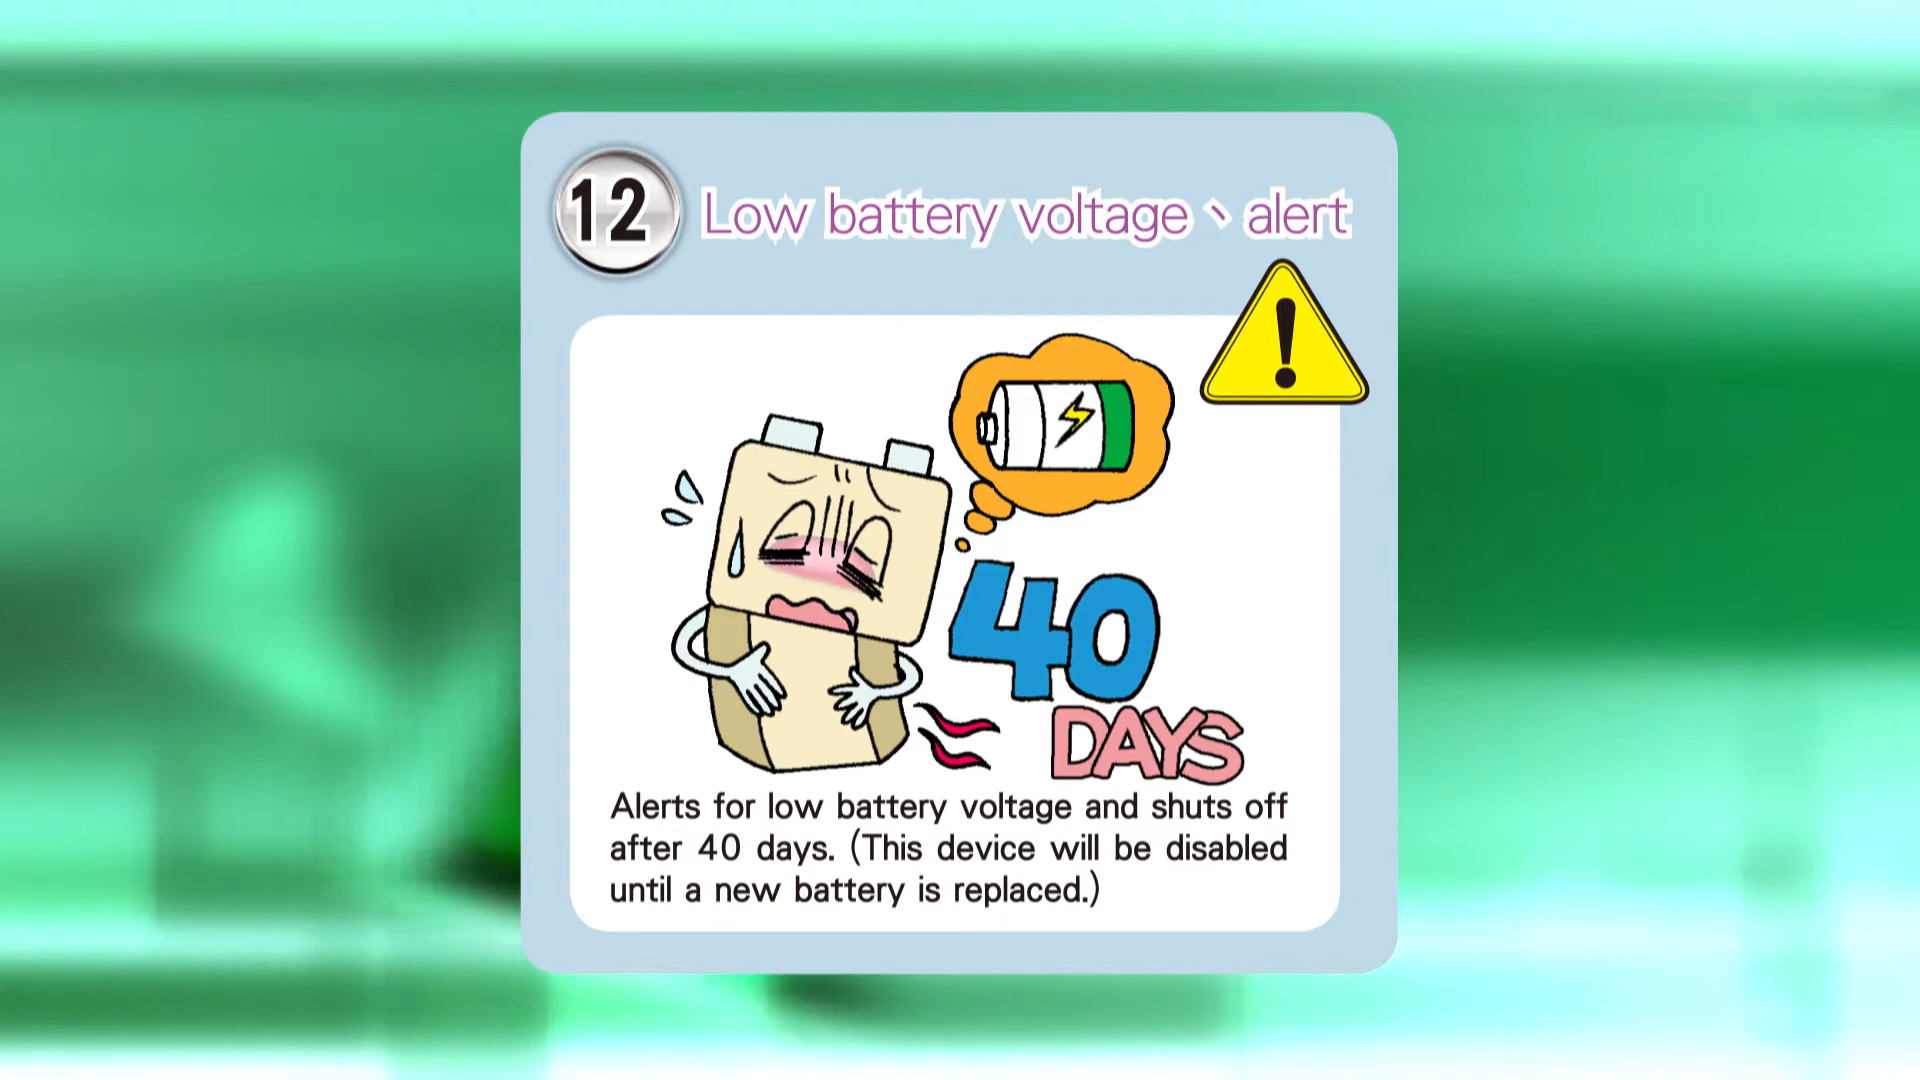 12
Low battery voltage、alert
!
40
DAYS
Alerts for low battery voltage and shuts off
after 40 days. (This device will be disabled
until a new battery is replaced.)